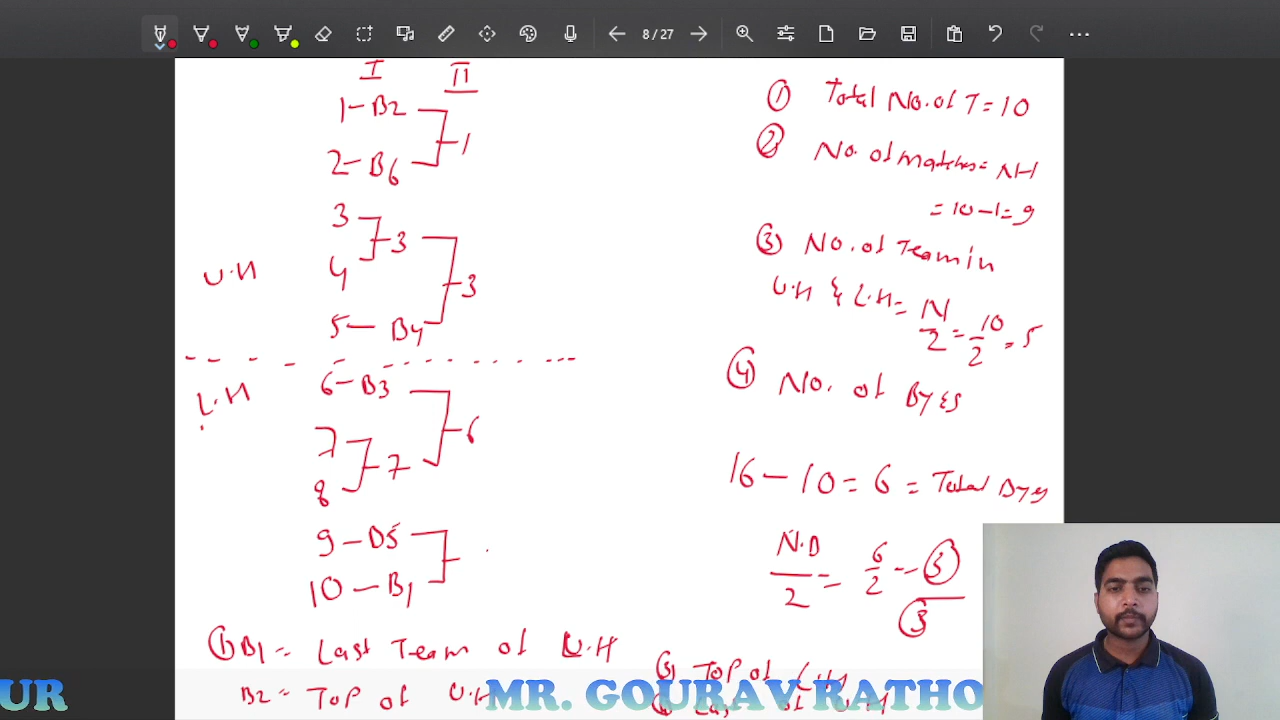 8 / 27
I II
1 - B2
1
2 - B6
3
3
4
3
U.H
5 - B4
L.H
6 - B3
6
7
7
8
9 - B5
10 - B1
① B1 = Last Team of L.H
B2 = Top of U.H
① Total No. of T = 10
② No. of matches = N-1
= 10 - 1 = 9
③ No. of Team in
U.H & L.H = N/2 = 10/2 = 5
④ No. of Byes
16 - 10 = 6 = Total Byes
N.B/2 = 6/2 = 3
3
③ Top of L.H
Last of U.H
UR MR. GOURAV RATHO